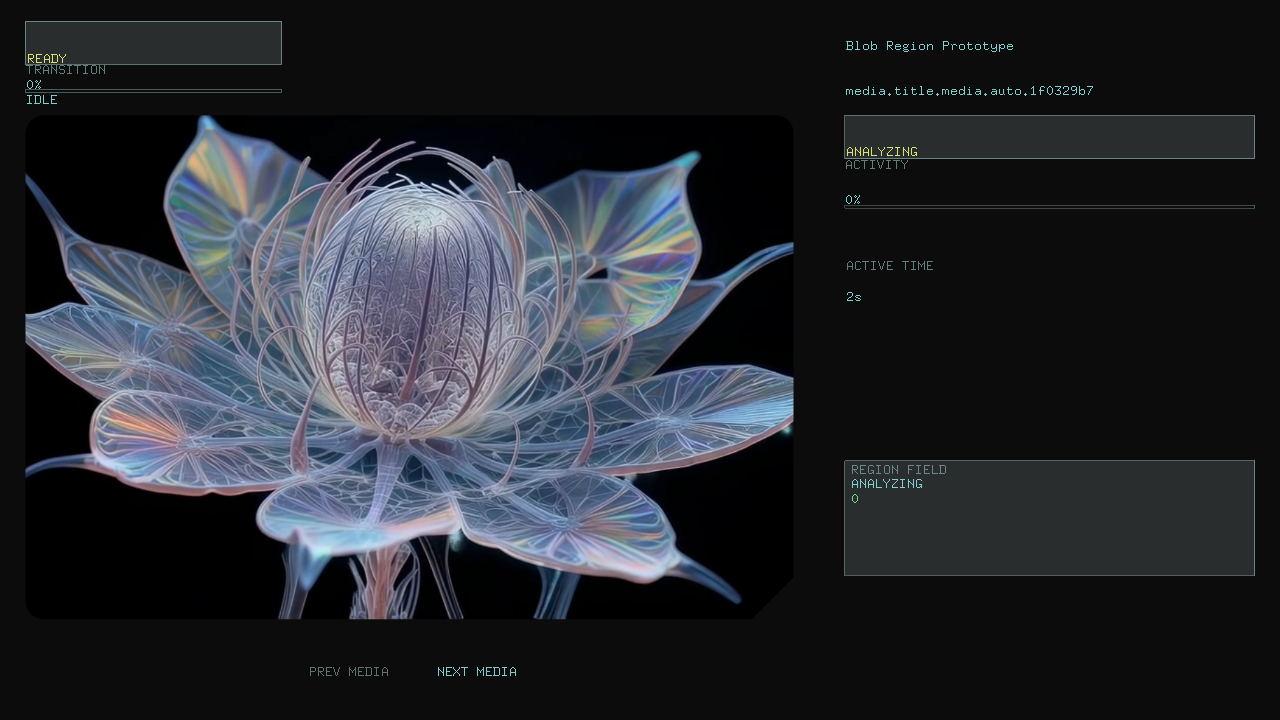 READY
TRANSITION
0%
IDLE
Blob Region Prototype
media.title.media.auto.1f0329b7
ANALYZING
ACTIVITY
0%
ACTIVE TIME
2s
REGION FIELD
ANALYZING
0
PREV MEDIA
NEXT MEDIA